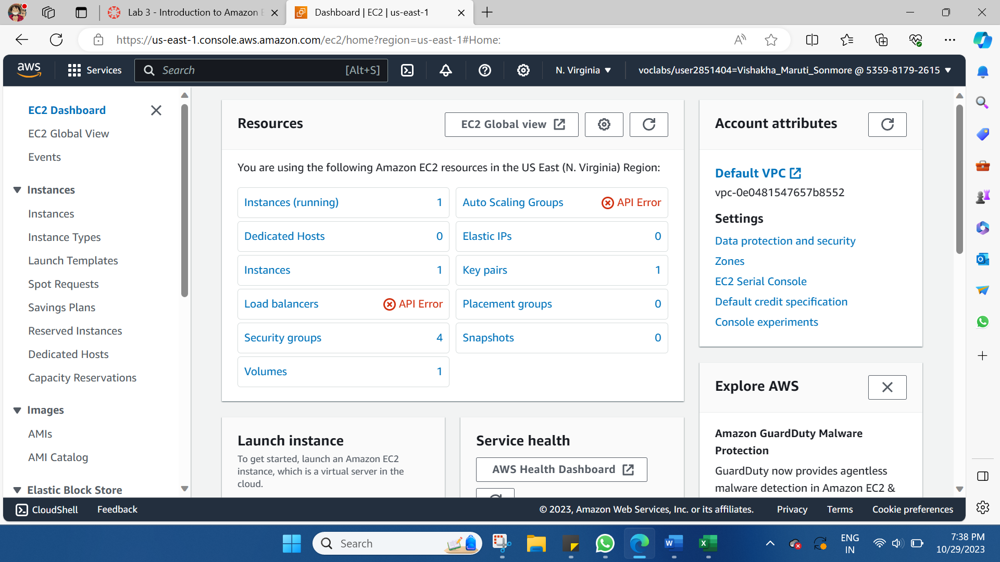 Lab 3 - Introduction to Amazon E
Dashboard | EC2 | us-east-1
https://us-east-1.console.aws.amazon.com/ec2/home?region=us-east-1#Home:
aws
Services
Search
[Alt+S]
N. Virginia
voclabs/user2851404=Vishakha_Maruti_Sonmore @ 5359-8179-2615
EC2 Dashboard
EC2 Global View
Events
Instances
Instances
Instance Types
Launch Templates
Spot Requests
Savings Plans
Reserved Instances
Dedicated Hosts
Capacity Reservations
Images
AMIs
AMI Catalog
Elastic Block Store
Resources
EC2 Global view
You are using the following Amazon EC2 resources in the US East (N. Virginia) Region:
Instances (running) 1
Auto Scaling Groups API Error
Dedicated Hosts 0
Elastic IPs 0
Instances 1
Key pairs 1
Load balancers API Error
Placement groups 0
Security groups 4
Snapshots 0
Volumes 1
Launch instance
To get started, launch an Amazon EC2
instance, which is a virtual server in the
cloud.
Service health
AWS Health Dashboard
Account attributes
Default VPC
vpc-0e0481547657b8552
Settings
Data protection and security
Zones
EC2 Serial Console
Default credit specification
Console experiments
Explore AWS
Amazon GuardDuty Malware
Protection
GuardDuty now provides agentless
malware detection in Amazon EC2 &
CloudShell
Feedback
© 2023, Amazon Web Services, Inc. or its affiliates.
Privacy
Terms
Cookie preferences
Search
ENG
IN
7:38 PM
10/29/2023